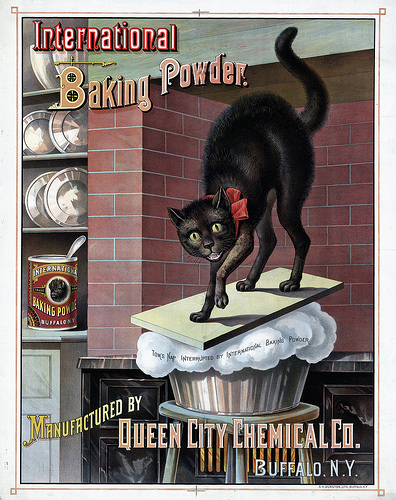 International
Baking Powder.
INTERNATIONAL
BAKING POWDE
BUFFALO N.Y.
TOM'S NAP INTERRUPTED BY INTERNATIONAL BAKING POWDER
MANUFACTURED BY
QUEEN CITY CHEMICAL CO.
BUFFALO, N.Y.